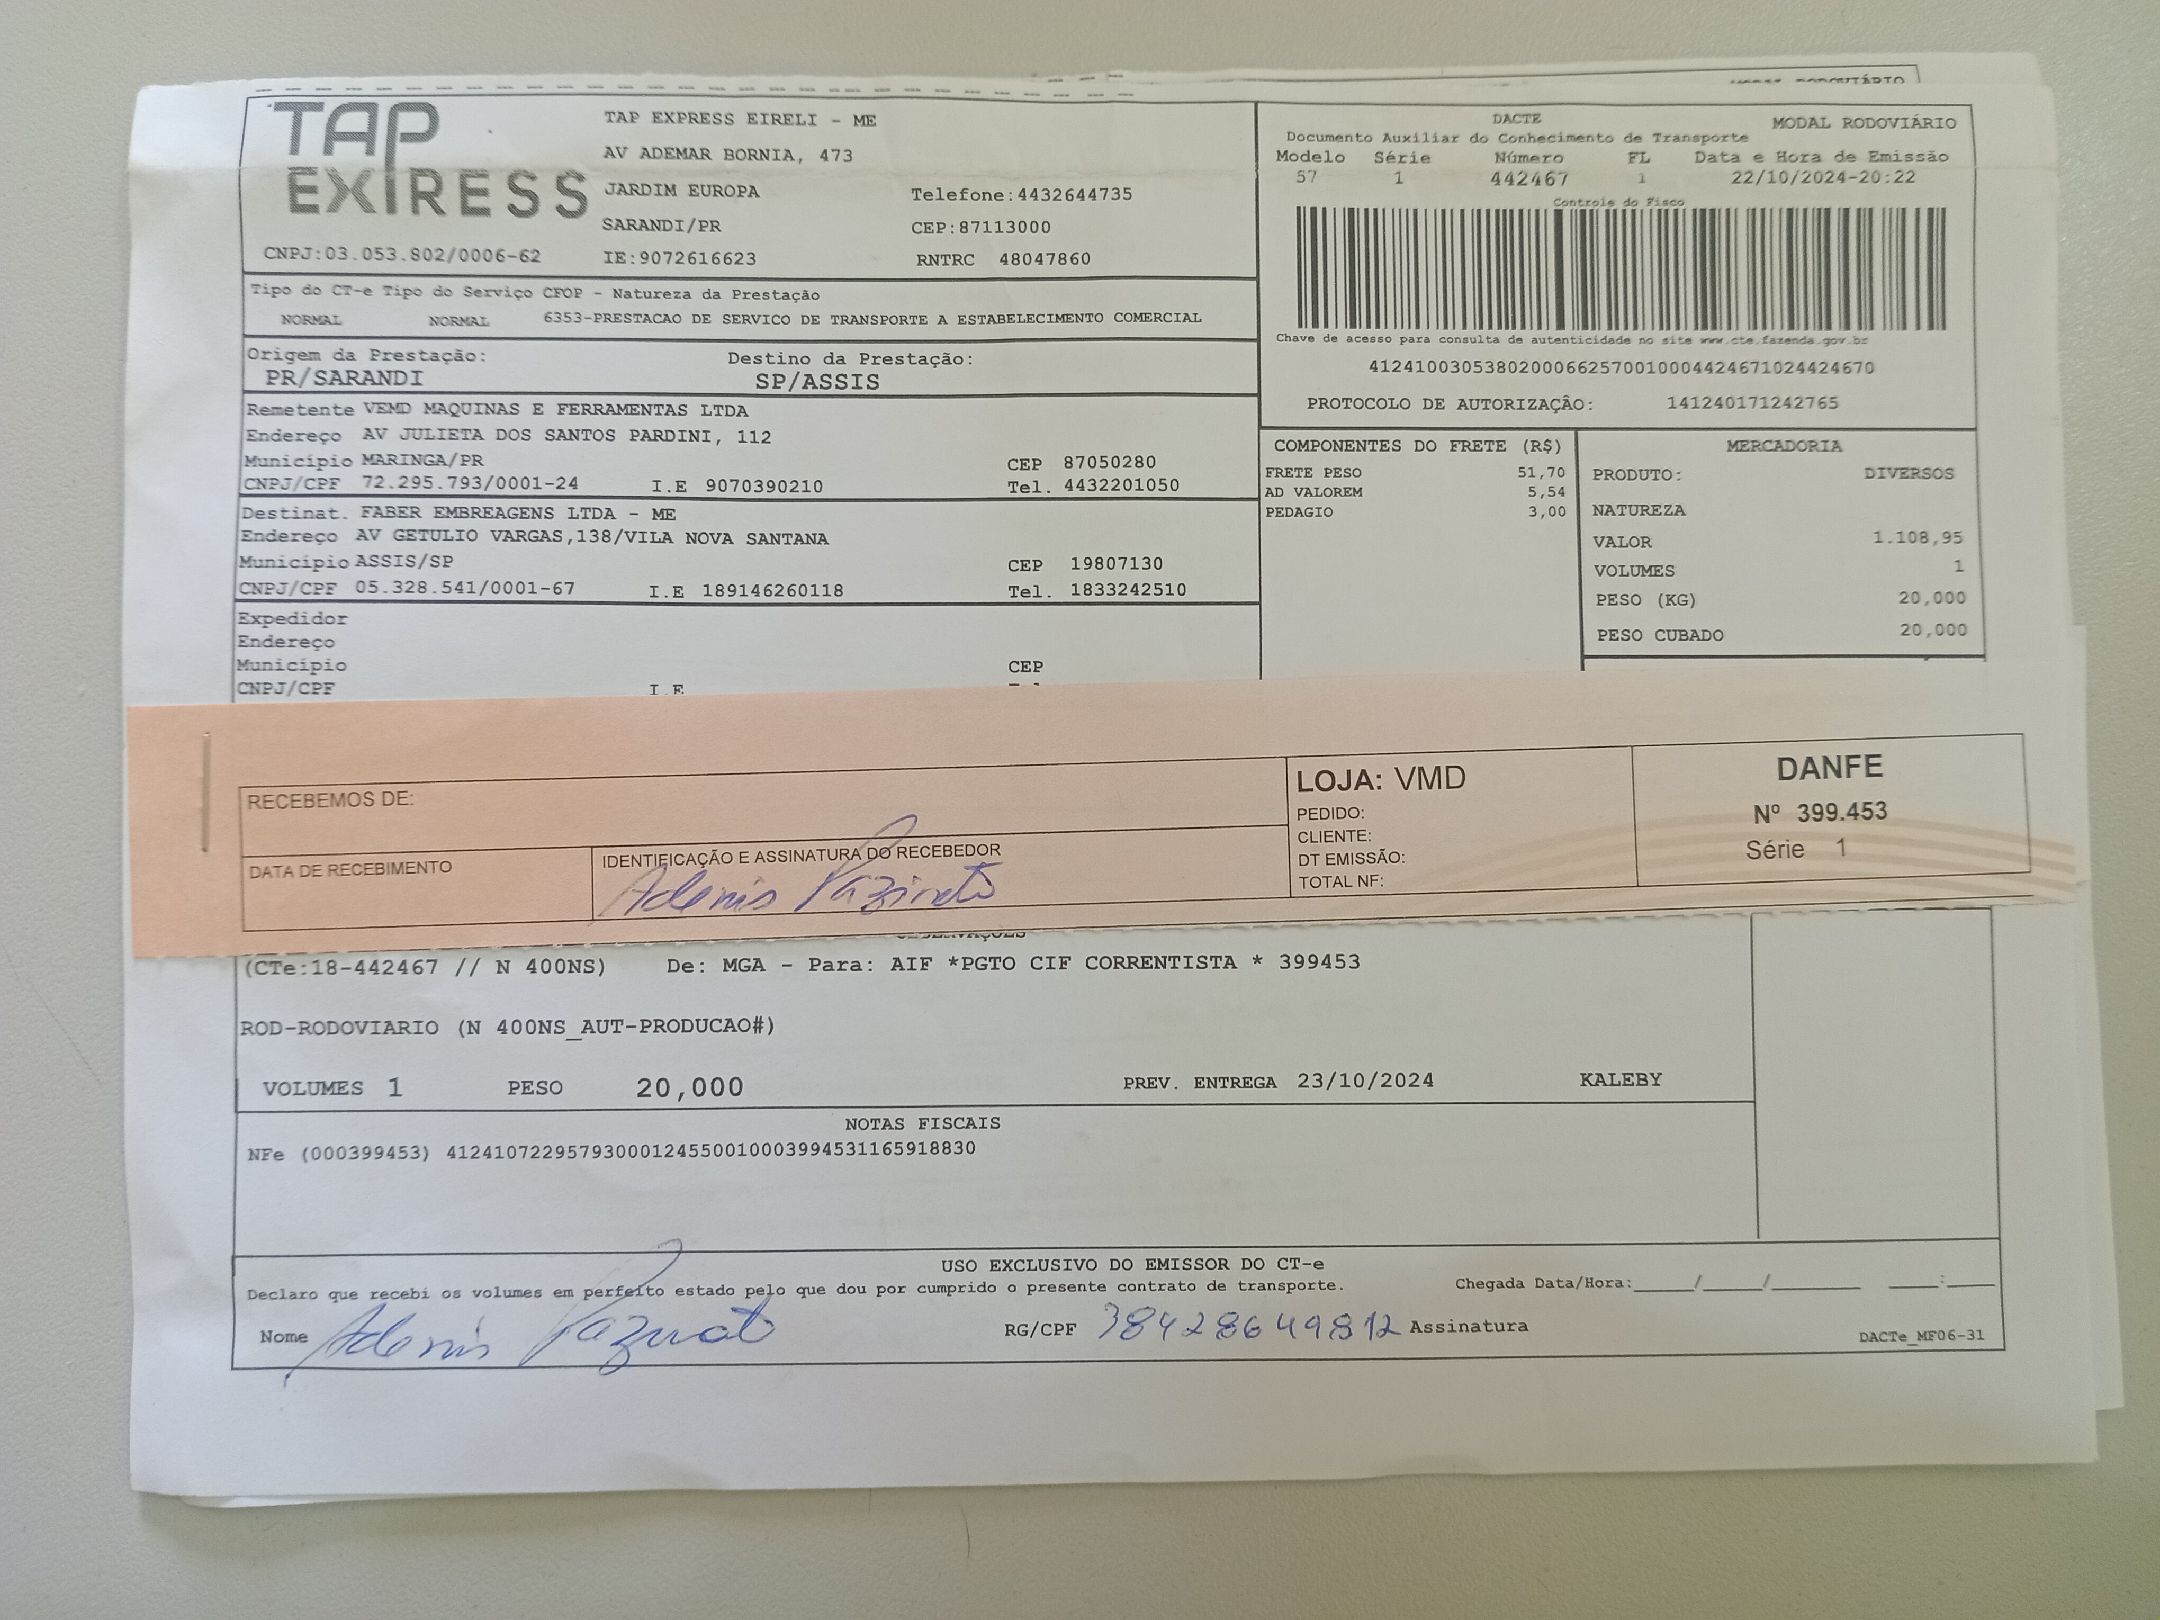 TAP
EXIRESS
TAP EXPRESS EIRELI - ME
AV ADEMAR BORNIA, 473
JARDIM EUROPA Telefone:4432644735
SARANDI/PR CEP:87113000
CNPJ:03.053.802/0006-62 IE:9072616623 RNTRC 48047860
DACTE MODAL RODOVIÁRIO
Documento Auxiliar do Conhecimento de Transporte
Modelo Série Número FL Data e Hora de Emissão
57 1 442467 1 22/10/2024-20:22
Controle do Fisco
Chave de acesso para consulta de autenticidade no site www.cte.fazenda.gov.br
41241003053802000662570010004424671024424670
PROTOCOLO DE AUTORIZAÇÂO: 141240171242765
Tipo do CT-e Tipo do Serviço CFOP - Natureza da Prestação
NORMAL NORMAL 6353-PRESTACAO DE SERVICO DE TRANSPORTE A ESTABELECIMENTO COMERCIAL
Origem da Prestação: Destino da Prestação:
PR/SARANDI SP/ASSIS
Remetente VEMD MAQUINAS E FERRAMENTAS LTDA
Endereço AV JULIETA DOS SANTOS PARDINI, 112
Município MARINGA/PR CEP 87050280
CNPJ/CPF 72.295.793/0001-24 I.E 9070390210 Tel. 4432201050
Destinat. FABER EMBREAGENS LTDA - ME
Endereço AV GETULIO VARGAS,138/VILA NOVA SANTANA
Município ASSIS/SP CEP 19807130
CNPJ/CPF 05.328.541/0001-67 I.E 189146260118 Tel. 1833242510
Expedidor
Endereço
Município CEP
CNPJ/CPF I.E
COMPONENTES DO FRETE (R$)
FRETE PESO 51,70
AD VALOREM 5,54
PEDAGIO 3,00
MERCADORIA
PRODUTO: DIVERSOS
NATUREZA
VALOR 1.108,95
VOLUMES 1
PESO (KG) 20,000
PESO CUBADO 20,000
RECEBEMOS DE:
DATA DE RECEBIMENTO
IDENTIFICAÇÃO E ASSINATURA DO RECEBEDOR
Adenis
LOJA: VMD
PEDIDO:
CLIENTE:
DT EMISSÃO:
TOTAL NF:
DANFE
Nº 399.453
Série 1
(CTe:18-442467 // N 400NS) De: MGA - Para: AIF *PGTO CIF CORRENTISTA * 399453
ROD-RODOVIARIO (N 400NS_AUT-PRODUCAO#)
VOLUMES 1 PESO 20,000 PREV. ENTREGA 23/10/2024 KALEBY
NOTAS FISCAIS
NFe (000399453) 41241072295793000124550010003994531165918830
USO EXCLUSIVO DO EMISSOR DO CT-e
Declaro que recebi os volumes em perfeito estado pelo que dou por cumprido o presente contrato de transporte. Chegada Data/Hora:____/____/______ ____:____
Nome Adenis RG/CPF 38428649812 Assinatura
DACTe_MF06-31